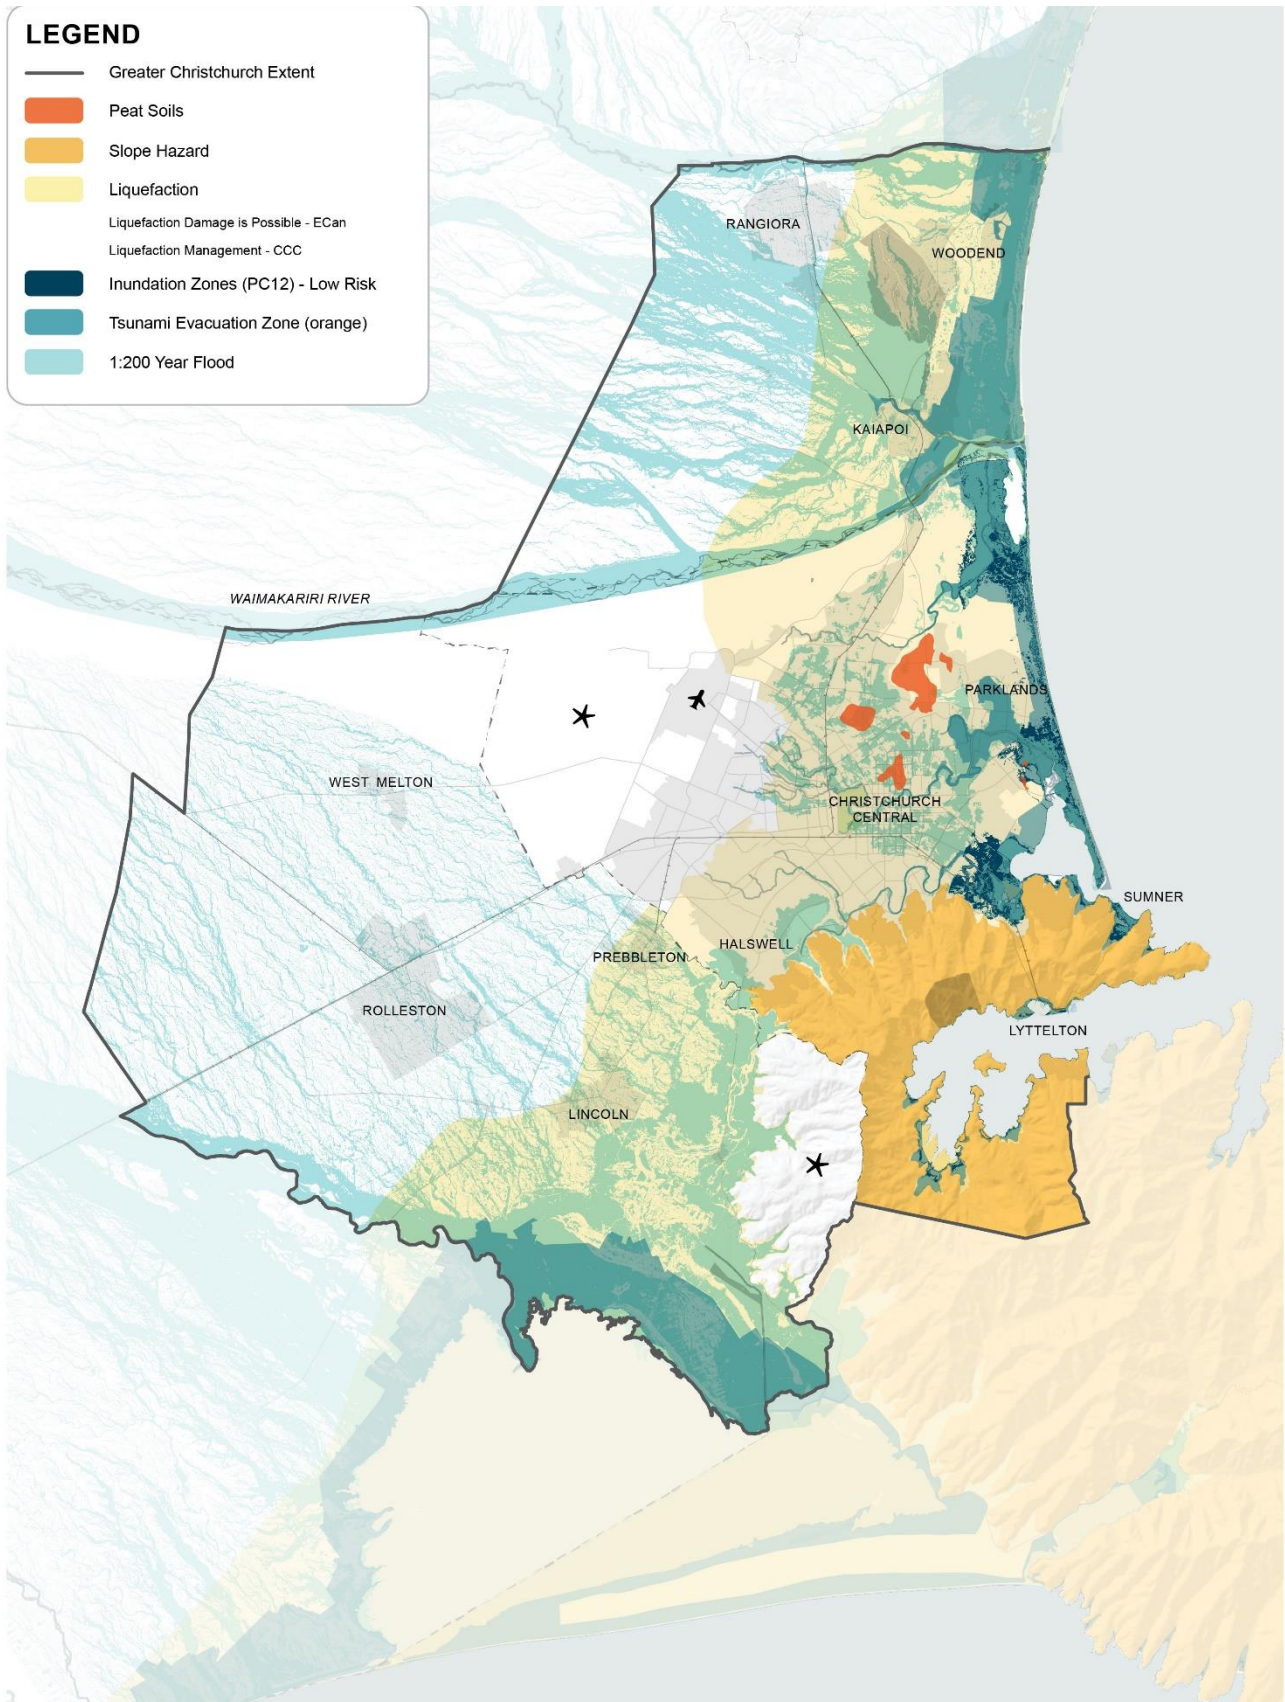 LEGEND
Greater Christchurch Extent
Peat Soils
Slope Hazard
Liquefaction
Liquefaction Damage is Possible - ECan
Liquefaction Management - CCC
Inundation Zones (PC12) - Low Risk
Tsunami Evacuation Zone (orange)
1:200 Year Flood
RANGIORA
WOODEND
KAIAPOI
WAIMAKARIRI RIVER
PARKLANDS
WEST MELTON
CHRISTCHURCH
CENTRAL
SUMNER
HALSWELL
PREBBLETON
ROLLESTON
LYTTELTON
LINCOLN